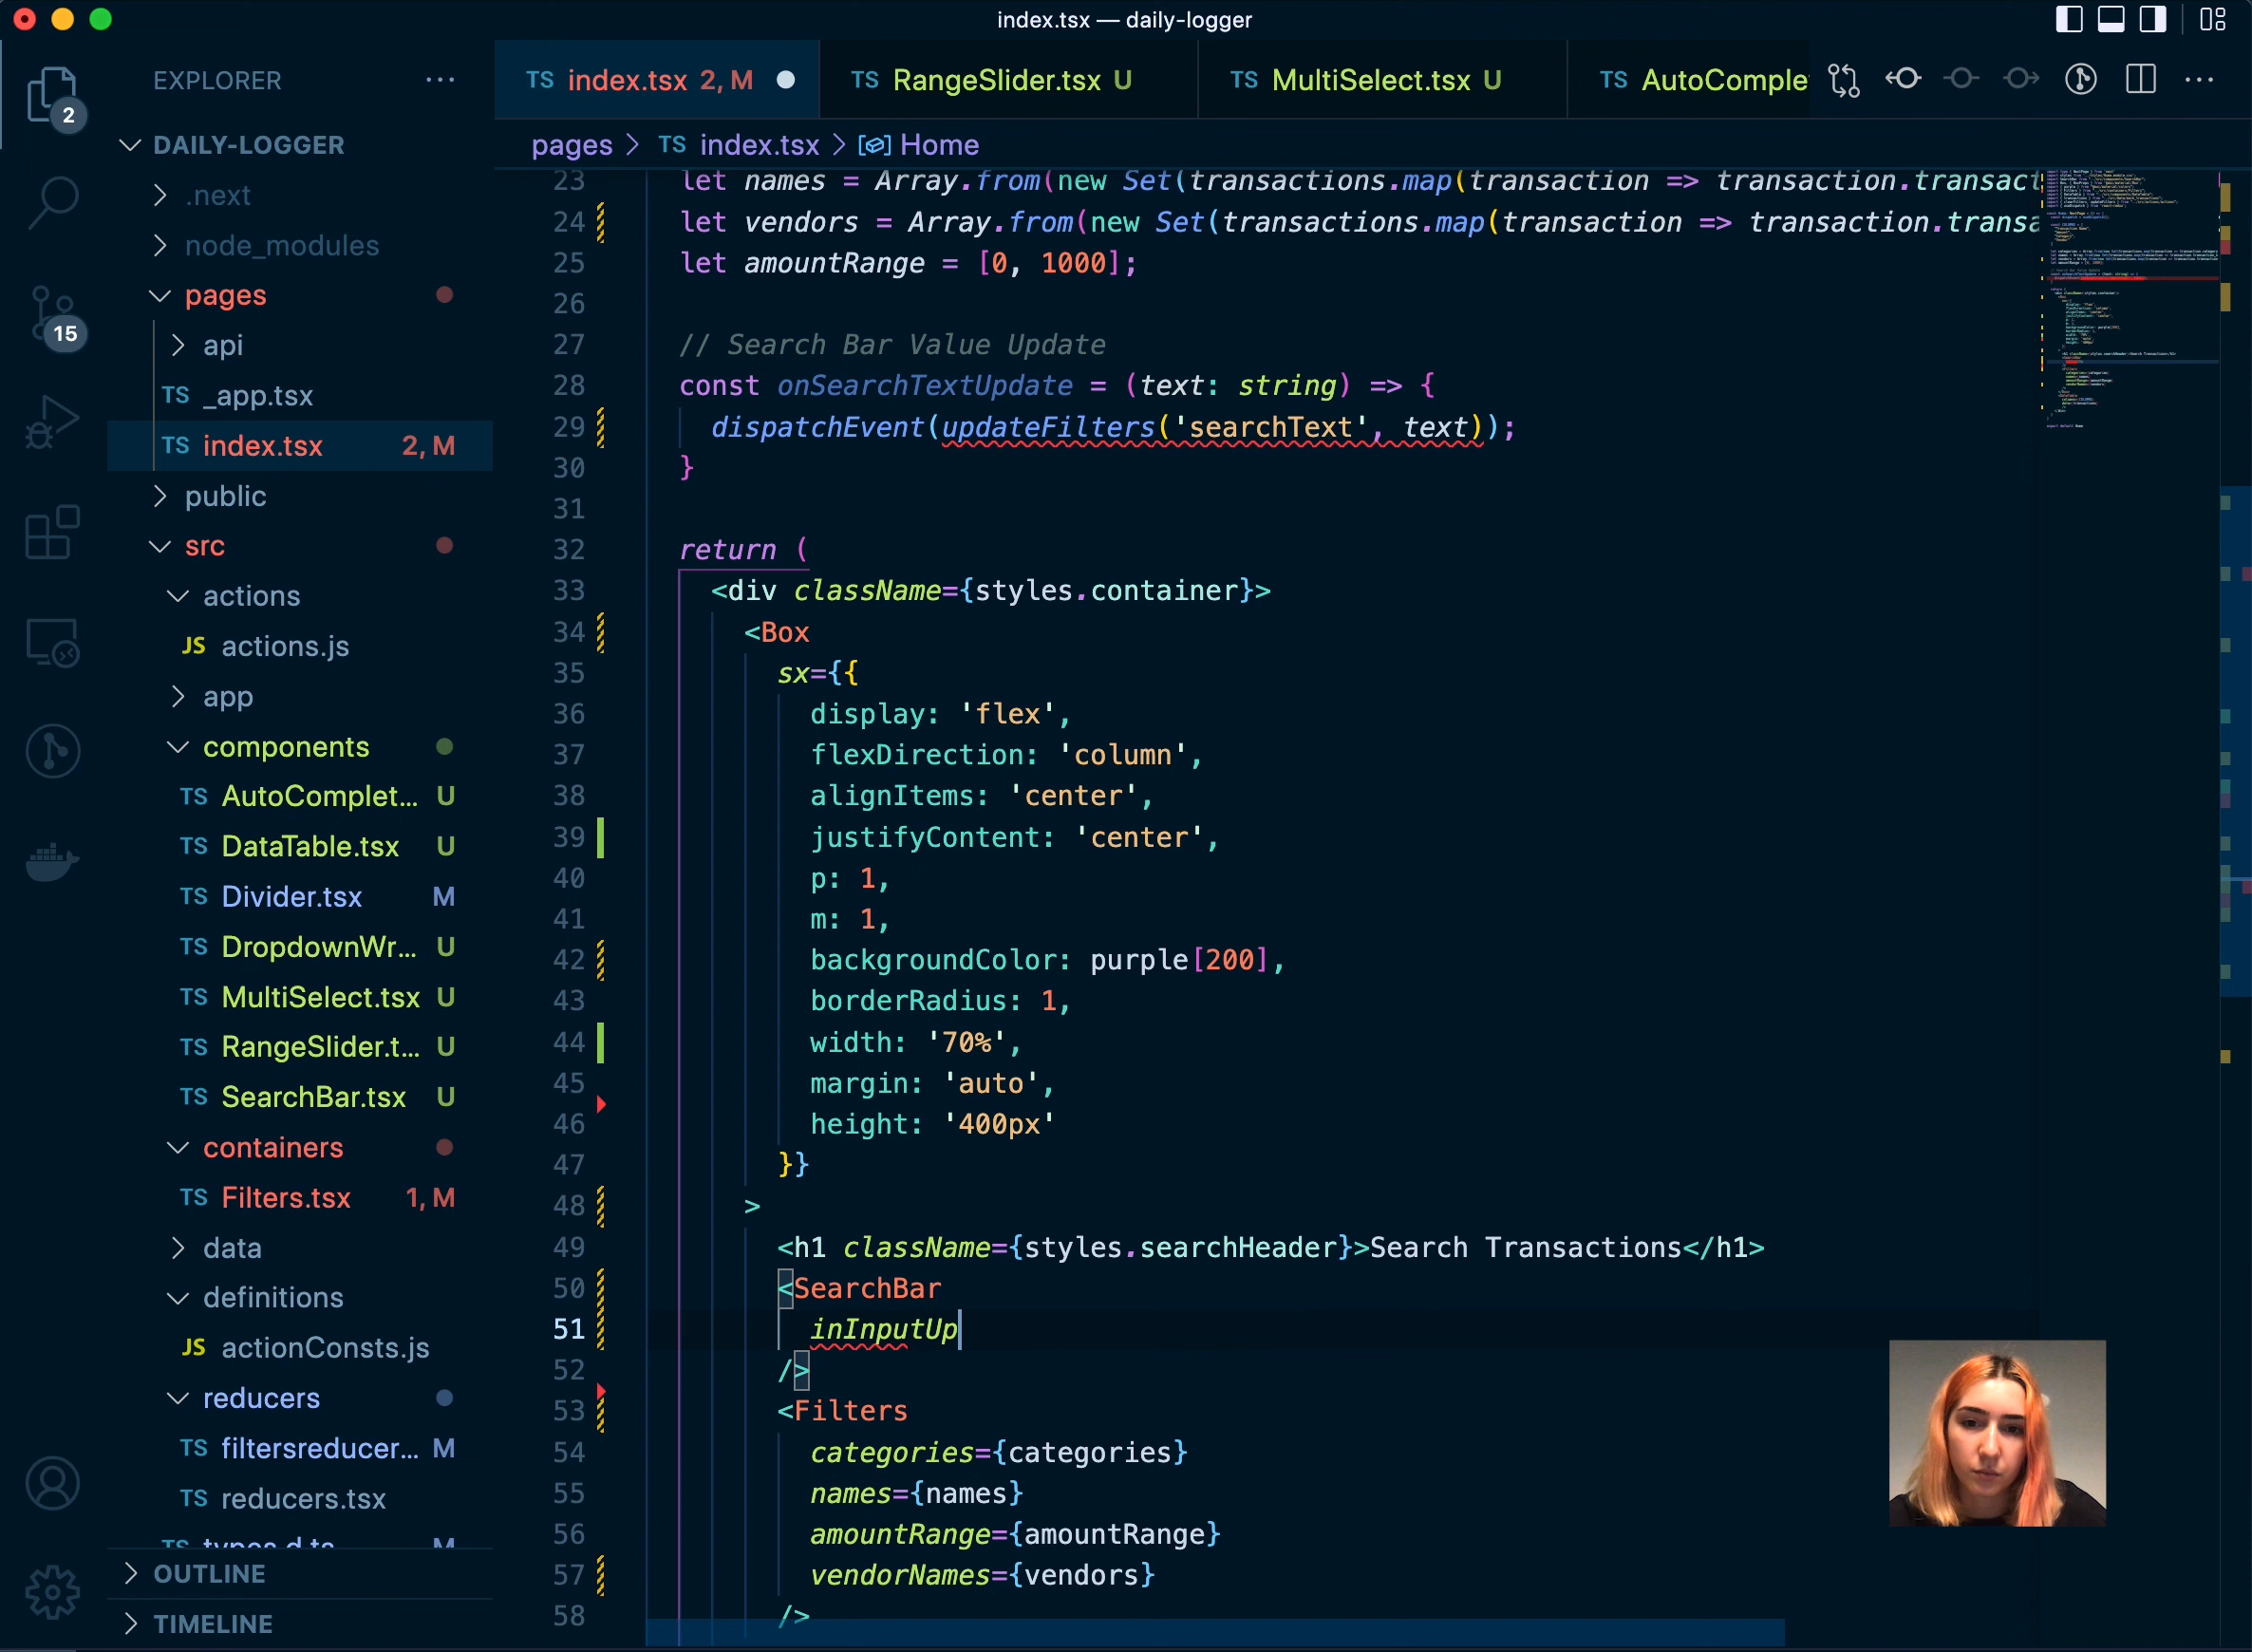 index.tsx — daily-logger
2
EXPLORER
TS index.tsx 2, M
TS RangeSlider.tsx U
TS MultiSelect.tsx U
TS AutoComple
pages > TS index.tsx > Home
DAILY-LOGGER
.next
node_modules
pages
api
TS _app.tsx
TS index.tsx 2, M
public
src
actions
JS actions.js
app
components
TS AutoComplet... U
TS DataTable.tsx U
TS Divider.tsx M
TS DropdownWr... U
TS MultiSelect.tsx U
TS RangeSlider.t... U
TS SearchBar.tsx U
containers
TS Filters.tsx 1, M
data
definitions
JS actionConsts.js
reducers
TS filtersreducer... M
TS reducers.tsx
TS types.d.ts M
OUTLINE
TIMELINE
15
23 let names = Array.from(new Set(transactions.map(transaction => transaction.transact
24 let vendors = Array.from(new Set(transactions.map(transaction => transaction.transa
25 let amountRange = [0, 1000];
26
27 // Search Bar Value Update
28 const onSearchTextUpdate = (text: string) => {
29 dispatchEvent(updateFilters('searchText', text));
30 }
31
32 return (
33 <div className={styles.container}>
34 <Box
35 sx={{
36 display: 'flex',
37 flexDirection: 'column',
38 alignItems: 'center',
39 justifyContent: 'center',
40 p: 1,
41 m: 1,
42 backgroundColor: purple[200],
43 borderRadius: 1,
44 width: '70%',
45 margin: 'auto',
46 height: '400px'
47 }}
48 >
49 <h1 className={styles.searchHeader}>Search Transactions</h1>
50 <SearchBar
51 inInputUp
52 />
53 <Filters
54 categories={categories}
55 names={names}
56 amountRange={amountRange}
57 vendorNames={vendors}
58 />